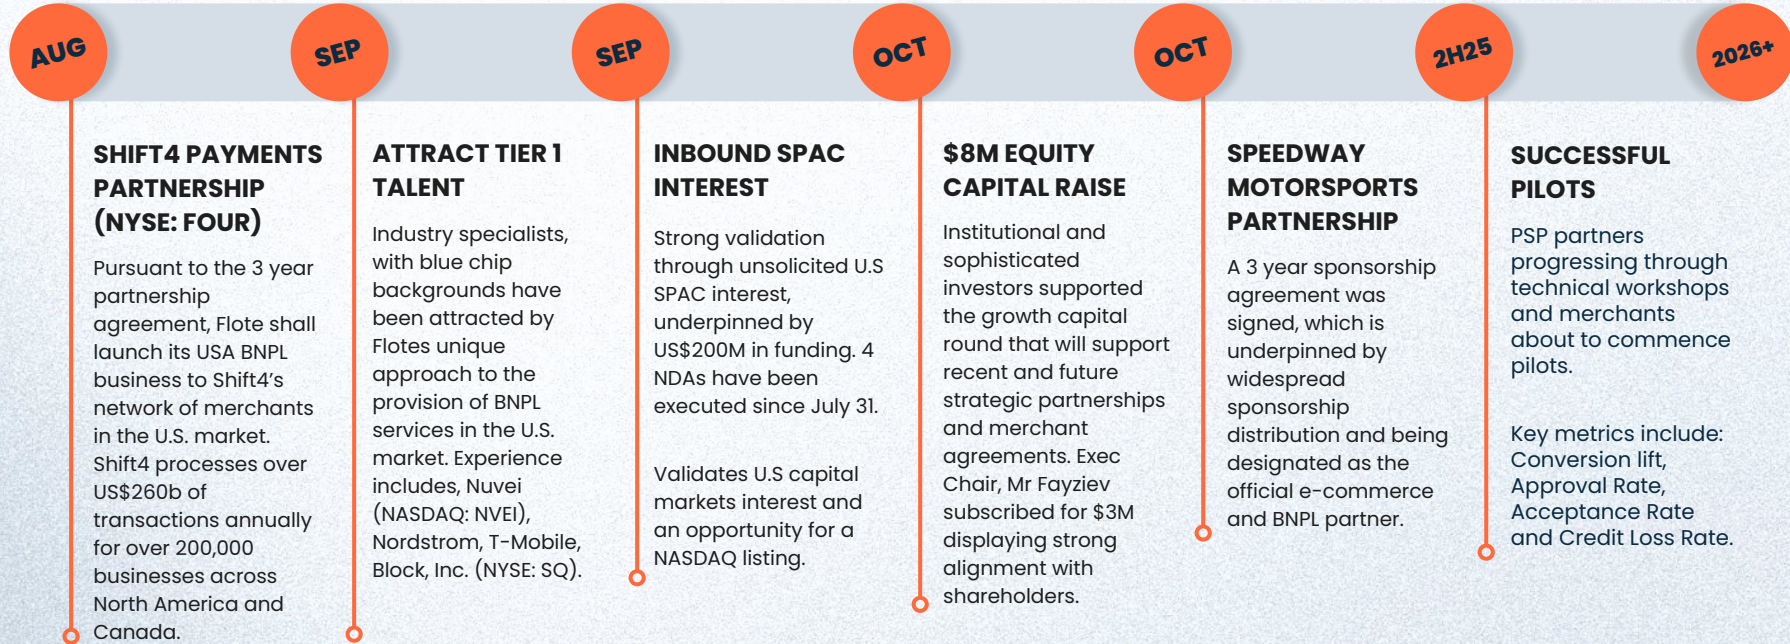 AUG
SEP
SEP
OCT
OCT
2H25
2026+
SHIFT4 PAYMENTS
PARTNERSHIP
(NYSE: FOUR)
Pursuant to the 3 year
partnership
agreement, Flote shall
launch its USA BNPL
business to Shift4’s
network of merchants
in the U.S. market.
Shift4 processes over
US$260b of
transactions annually
for over 200,000
businesses across
North America and
Canada.
ATTRACT TIER 1
TALENT
Industry specialists,
with blue chip
backgrounds have
been attracted by
Flotes unique
approach to the
provision of BNPL
services in the U.S.
market. Experience
includes, Nuvei
(NASDAQ: NVEI),
Nordstrom, T-Mobile,
Block, Inc. (NYSE: SQ).
INBOUND SPAC
INTEREST
Strong validation
through unsolicited U.S
SPAC interest,
underpinned by
US$200M in funding. 4
NDAs have been
executed since July 31.
Validates U.S capital
markets interest and
an opportunity for a
NASDAQ listing.
$8M EQUITY
CAPITAL RAISE
Institutional and
sophisticated
investors supported
the growth capital
round that will support
recent and future
strategic partnerships
and merchant
agreements. Exec
Chair, Mr Fayziev
subscribed for $3M
displaying strong
alignment with
shareholders.
SPEEDWAY
MOTORSPORTS
PARTNERSHIP
A 3 year sponsorship
agreement was
signed, which is
underpinned by
widespread
sponsorship
distribution and being
designated as the
official e-commerce
and BNPL partner.
SUCCESSFUL
PILOTS
PSP partners
progressing through
technical workshops
and merchants
about to commence
pilots.
Key metrics include:
Conversion lift,
Approval Rate,
Acceptance Rate
and Credit Loss Rate.